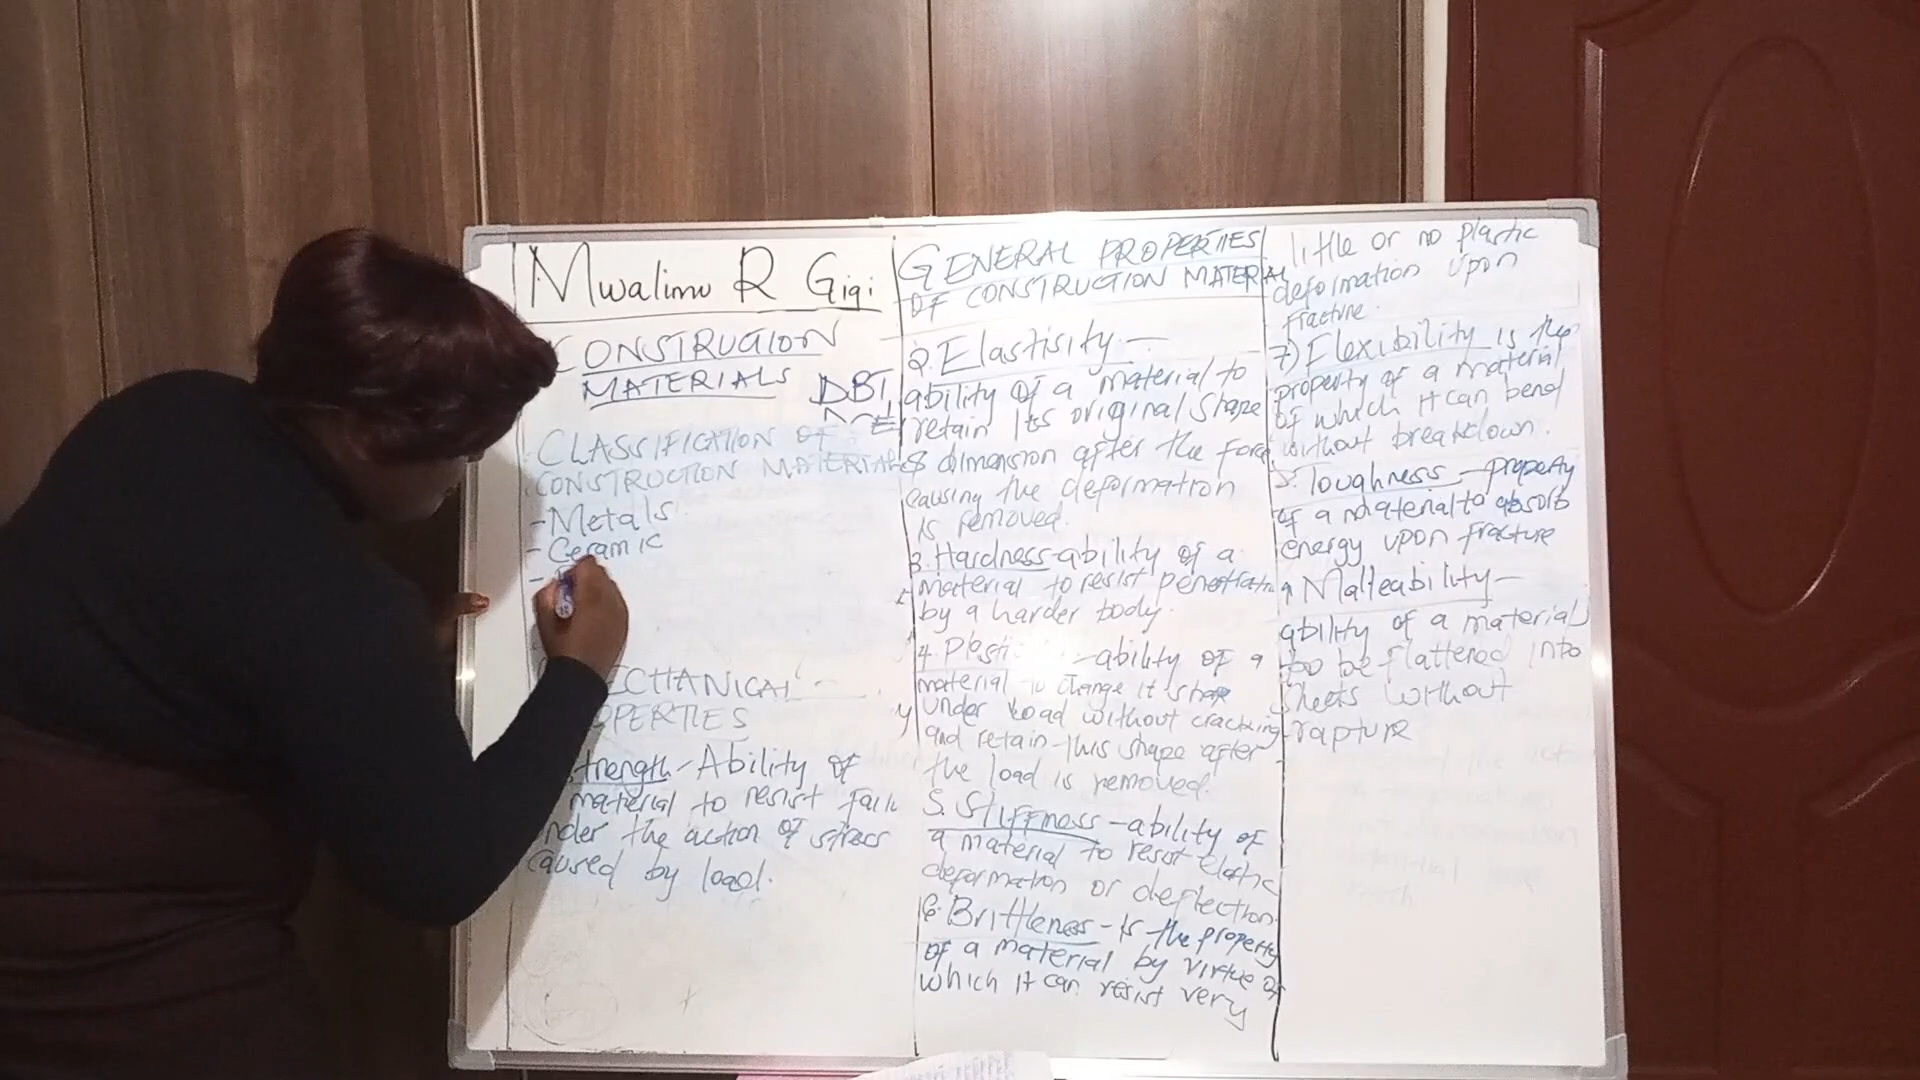 Mwalimu R Gigi
CONSTRUCTION
MATERIALS DBT
CLASSIFICATION OF
CONSTRUCTION MATERIALS
-Metals
-Ceramic
-
MECHANICAL
PROPERTIES
Strength-Ability of
material to resist failu
under the action of stress
caused by load.
GENERAL PROPERTIES
OF CONSTRUCTION MATERIAL
2. Elastisity-
ability of a material to
retain its original shape
& dimension after the force
causing the deformation
is removed.
3. Hardness-ability of a
material to resist penetration
by a harder body.
4. Plasti -ability of a
material to change it shape
under load without cracking
and retain this shape after
the load is removed.
5. Stiffness-ability of
a material to resist elastic
deformation or deflection
6. Brittleness-is the property
of a material by virtue of
which it can resist very
little or no plastic
deformation upon
fracture.
7) Flexibility is the
property of a material
of which it can bend
without breakdown.
Toughness-property
of a material to absorb
energy upon fracture
9 Malleability-
ability of a material
too be flattered into
sheets without
rapture